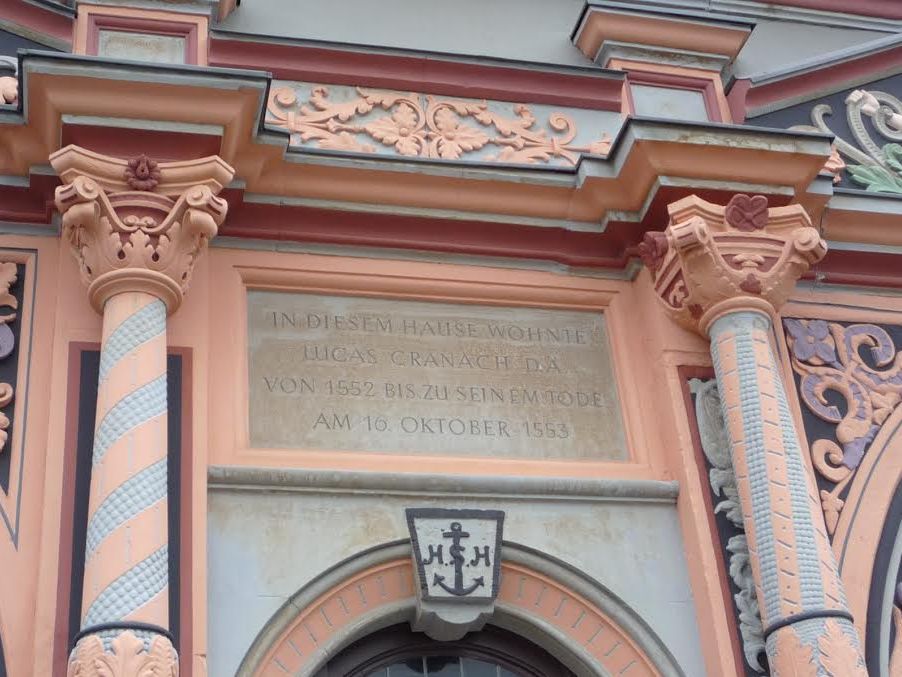 IN DIESEM HAUSE WOHNTE
LUCAS CRANACH D.Ä.
VON 1552 BIS ZU SEINEM TODE
AM 16. OKTOBER 1553
H S H